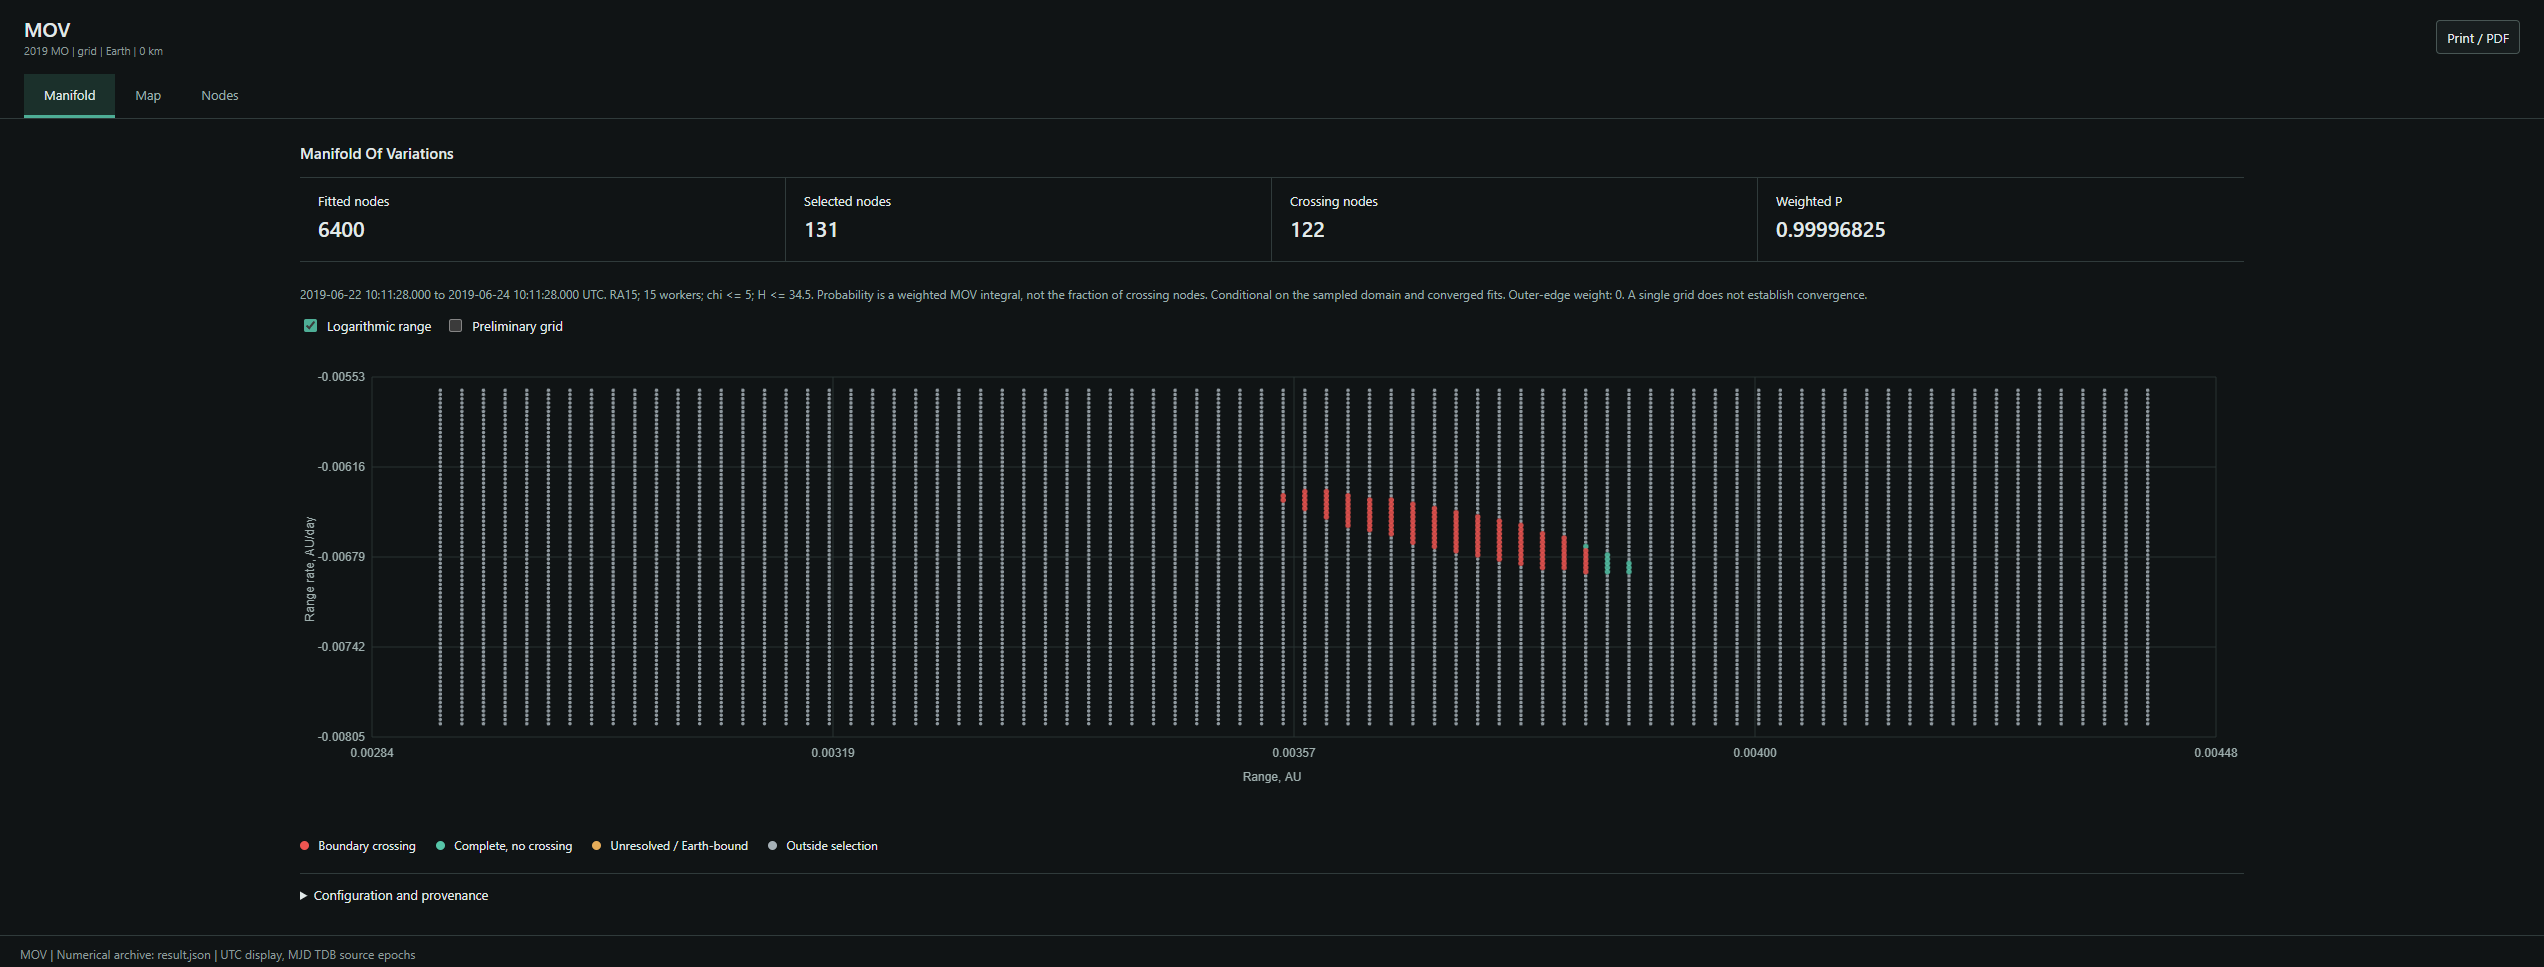 MOV
2019 MO | grid | Earth | 0 km
Print / PDF
Manifold
Map
Nodes
Manifold Of Variations
Fitted nodes
6400
Selected nodes
131
Crossing nodes
122
Weighted P
0.99996825
2019-06-22 10:11:28.000 to 2019-06-24 10:11:28.000 UTC. RA15; 15 workers; chi <= 5; H <= 34.5. Probability is a weighted MOV integral, not the fraction of crossing nodes. Conditional on the sampled domain and converged fits. Outer-edge weight: 0. A single grid does not establish convergence.
Logarithmic range
Preliminary grid
-0.00553
-0.00616
-0.00679
-0.00742
-0.00805
Range rate, AU/day
0.00284
0.00319
0.00357
0.00400
0.00448
Range, AU
Boundary crossing
Complete, no crossing
Unresolved / Earth-bound
Outside selection
Configuration and provenance
MOV | Numerical archive: result.json | UTC display, MJD TDB source epochs